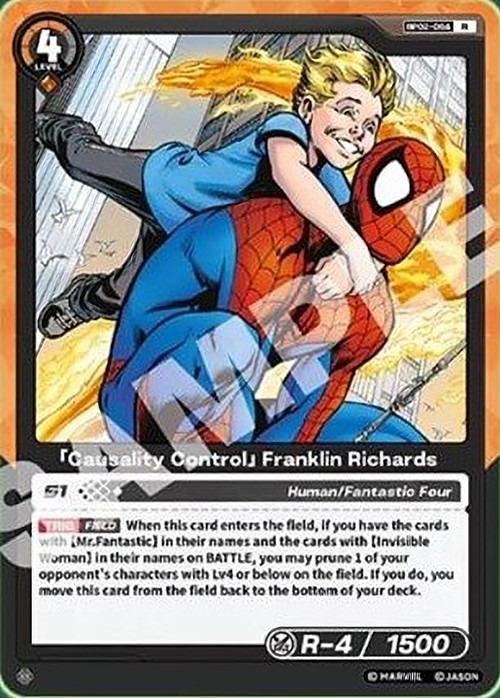 BP02-064 R
4
LEVEL
SAMPLE
「Causality Control」 Franklin Richards
S1
Human/Fantastic Four
TRIG FIELD When this card enters the field, if you have the cards
with [Mr.Fantastic] in their names and the cards with [Invisible
Woman] in their names on BATTLE, you may prune 1 of your
opponent's characters with Lv4 or below on the field. If you do, you
move this card from the field back to the bottom of your deck.
R-4 / 1500
© MARVEL ©JASON